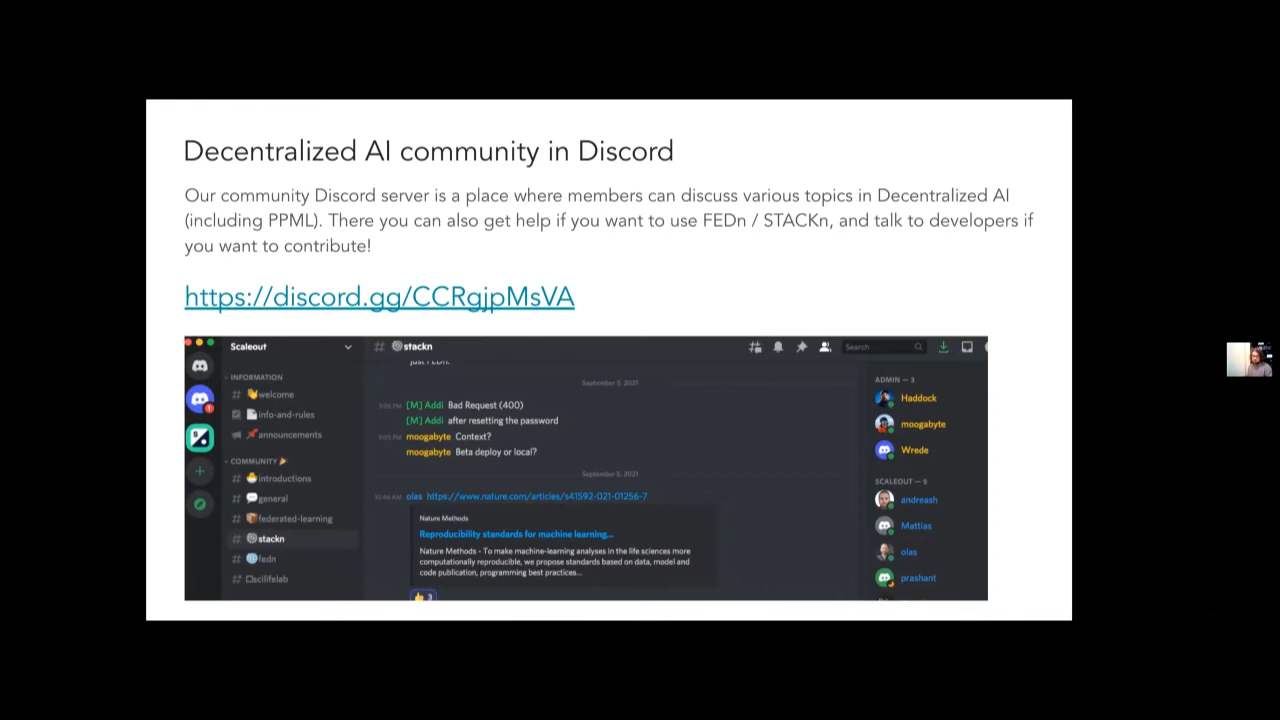 Decentralized AI community in Discord
Our community Discord server is a place where members can discuss various topics in Decentralized AI
(including PPML). There you can also get help if you want to use FEDn / STACKn, and talk to developers if
you want to contribute!
https://discord.gg/CCRgjpMsVA
Scaleout
# stackn
Search
INFORMATION
# welcome
info-and-rules
announcements
COMMUNITY
# introductions
# general
# federated-learning
# stackn
# fedn
# scilifelab
just FEDn.
September 3, 2021
[M] Addi Bad Request (400)
[M] Addi after resetting the password
moogabyte Context?
moogabyte Beta deploy or local?
September 5, 2021
10:46 AM olas https://www.nature.com/articles/s41592-021-01256-7
Nature Methods
Reproducibility standards for machine learning...
Nature Methods - To make machine-learning analyses in the life sciences more
computationally reproducible, we propose standards based on data, model and
code publication, programming best practices...
3
ADMIN — 3
Haddock
moogabyte
Wrede
SCALEOUT — 5
andreash
Mattias
olas
prashant